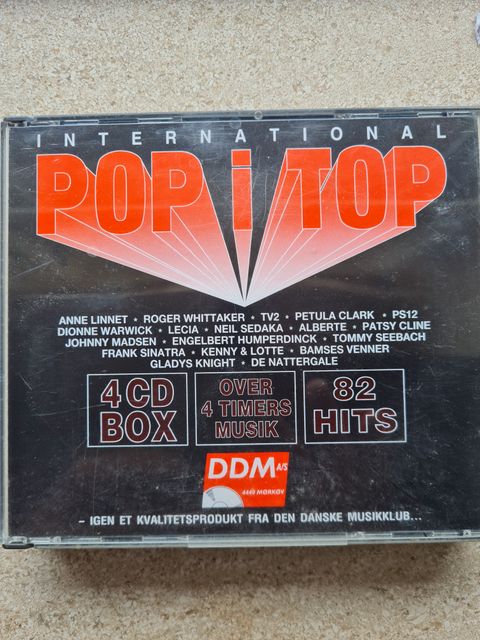 INTERNATIONAL
POP i TOP
ANNE LINNET • ROGER WHITTAKER • TV2 • PETULA CLARK • PS12
DIONNE WARWICK • LECIA • NEIL SEDAKA • ALBERTE • PATSY CLINE
JOHNNY MADSEN • ENGELBERT HUMPERDINCK • TOMMY SEEBACH
FRANK SINATRA • KENNY & LOTTE • BAMSES VENNER
GLADYS KNIGHT • DE NATTERGALE
4 CD
BOX
OVER
4 TIMERS
MUSIK
82
HITS
DDM A/S
4440 MØRKØV
– IGEN ET KVALITETSPRODUKT FRA DEN DANSKE MUSIKKLUB...